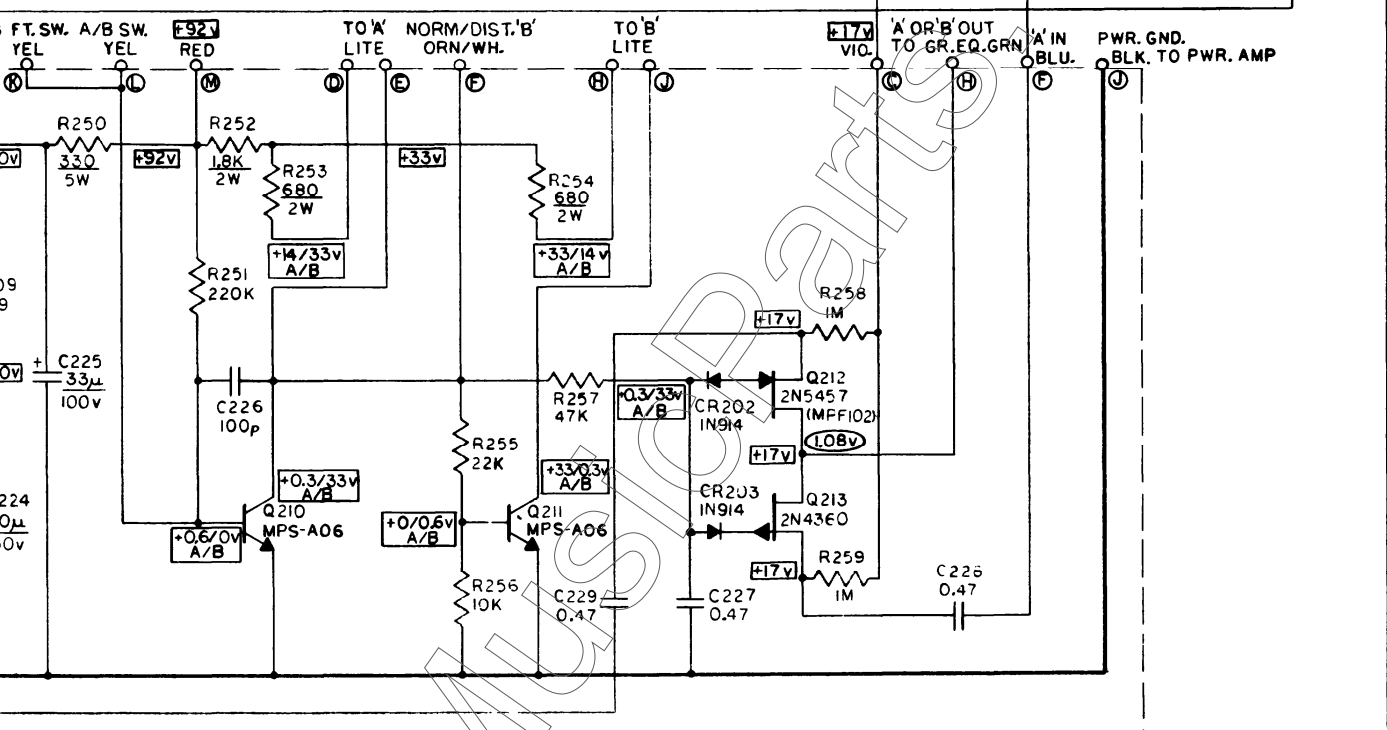 FT.SW. A/B SW. +92v TO 'A' NORM/DIST. 'B' TO 'B' +17v 'A' OR 'B' OUT 'A' IN PWR. GND.
YEL YEL RED LITE ORN/WH. LITE VIO. TO GR.EQ.GRN BLU. BLK. TO PWR. AMP
K L M D E F H J C H F J
R250 R252
330 +92v 1.8K +33v
5W 2W
R253 R254
680 680
2W 2W
+14/33v +33/14v
A/B A/B
R251
220K
R258
1M
+17v
C225
+ 33µ
100v
C226
100p
R257
47K
+0.3/33v
A/B
CR202
1N914
Q212
2N5457
(MPF102)
1.08v
+17v
R255
22K
+0.3/33v
A/B
+33/0.3v
A/B
CR203
1N914
Q213
2N4360
Q210
MPS-A06
+0/0.6v
A/B
Q211
MPS-A06
+0.6/0v
A/B
+17v
R259
1M
R256
10K
C229
0.47
C227
0.47
0.47
Music Parts